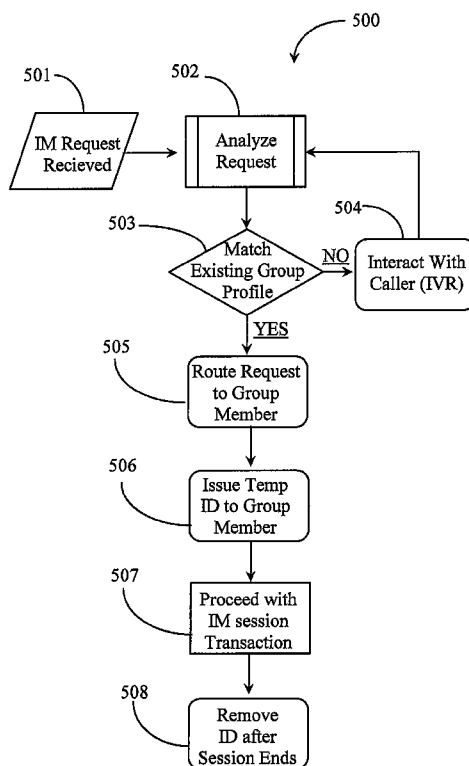 500
501
502
IM Request
Recieved
Analyze
Request
503
504
Match
Existing Group
Profile
NO
Interact With
Caller (IVR)
YES
505
Route Request
to Group
Member
506
Issue Temp
ID to Group
Member
507
Proceed with
IM session
Transaction
508
Remove
ID after
Session Ends